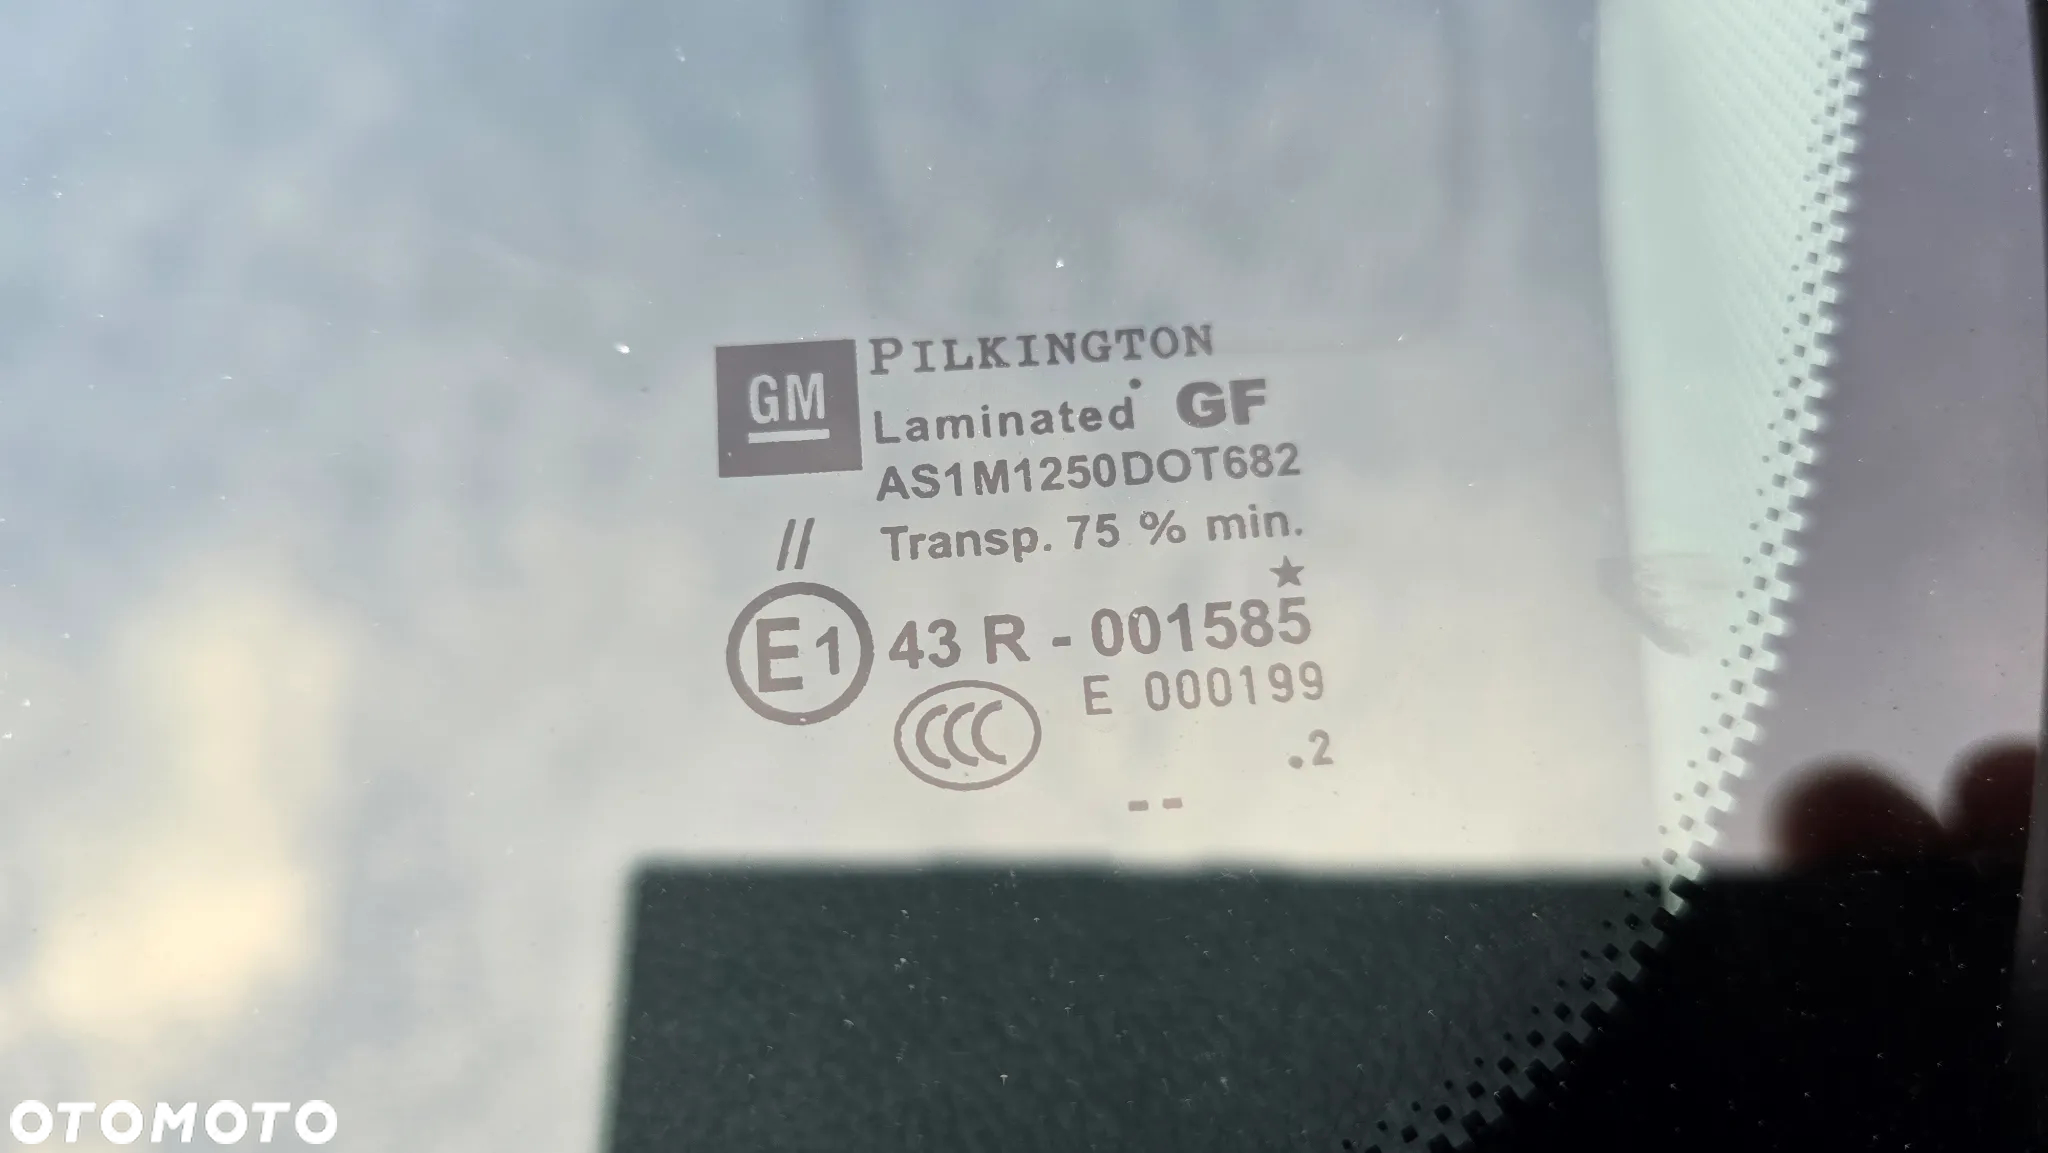 GM
PILKINGTON
Laminated GF
AS1M1250DOT682
// Transp. 75 % min.
E1 43 R - 001585
CCC E 000199
.2
--
OTOMOTO